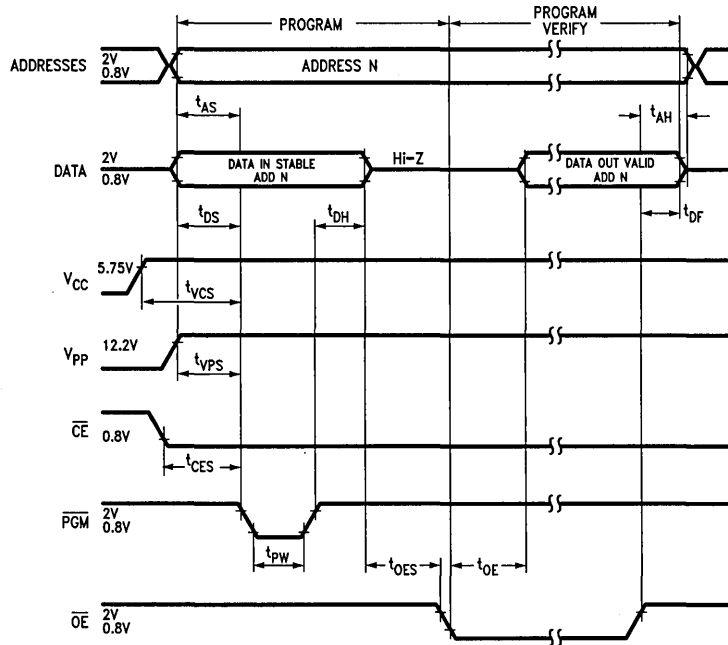 PROGRAM
PROGRAM
VERIFY
ADDRESSES
2V
0.8V
ADDRESS N
tAS
tAH
DATA
2V
0.8V
DATA IN STABLE
ADD N
Hi-Z
DATA OUT VALID
ADD N
tDS
tDH
tDF
VCC
5.75V
tVCS
VPP
12.2V
tVPS
CE
0.8V
tCES
PGM
2V
0.8V
tPW
tOES
tOE
OE
2V
0.8V